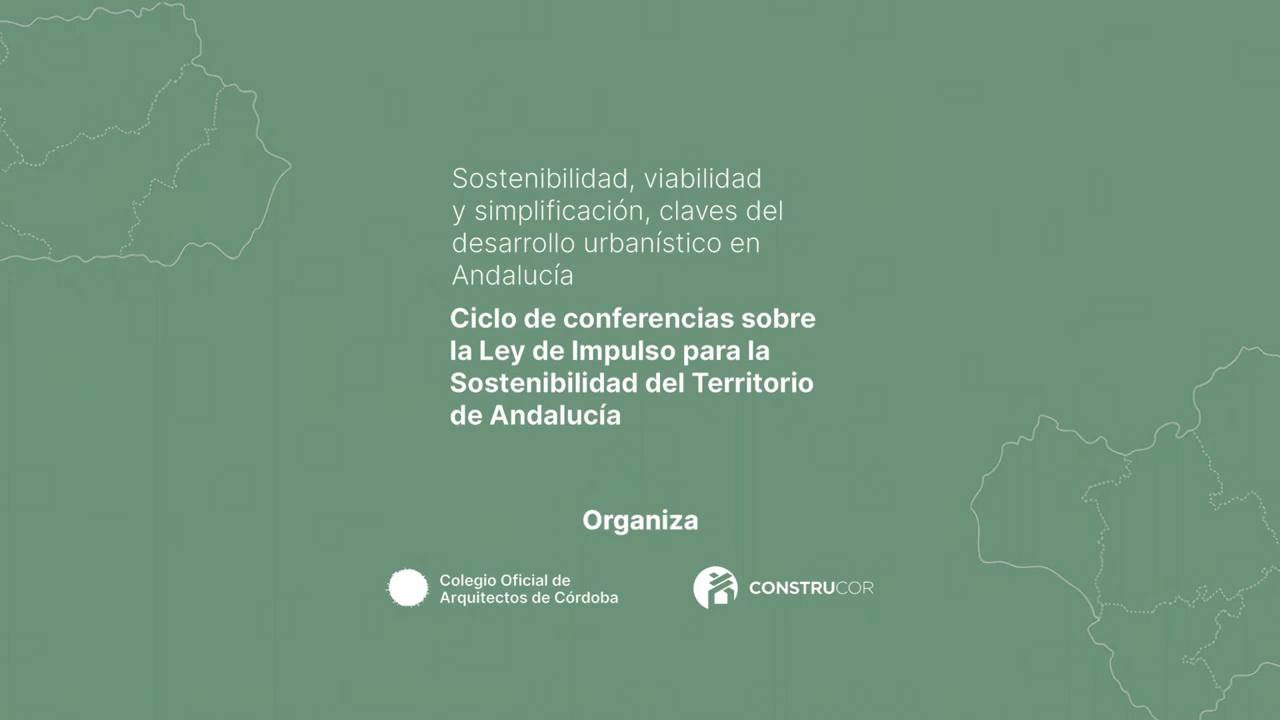 Sostenibilidad, viabilidad
y simplificación, claves del
desarrollo urbanístico en
Andalucía
Ciclo de conferencias sobre
la Ley de Impulso para la
Sostenibilidad del Territorio
de Andalucía
Organiza
Colegio Oficial de
Arquitectos de Córdoba
CONSTRUCOR